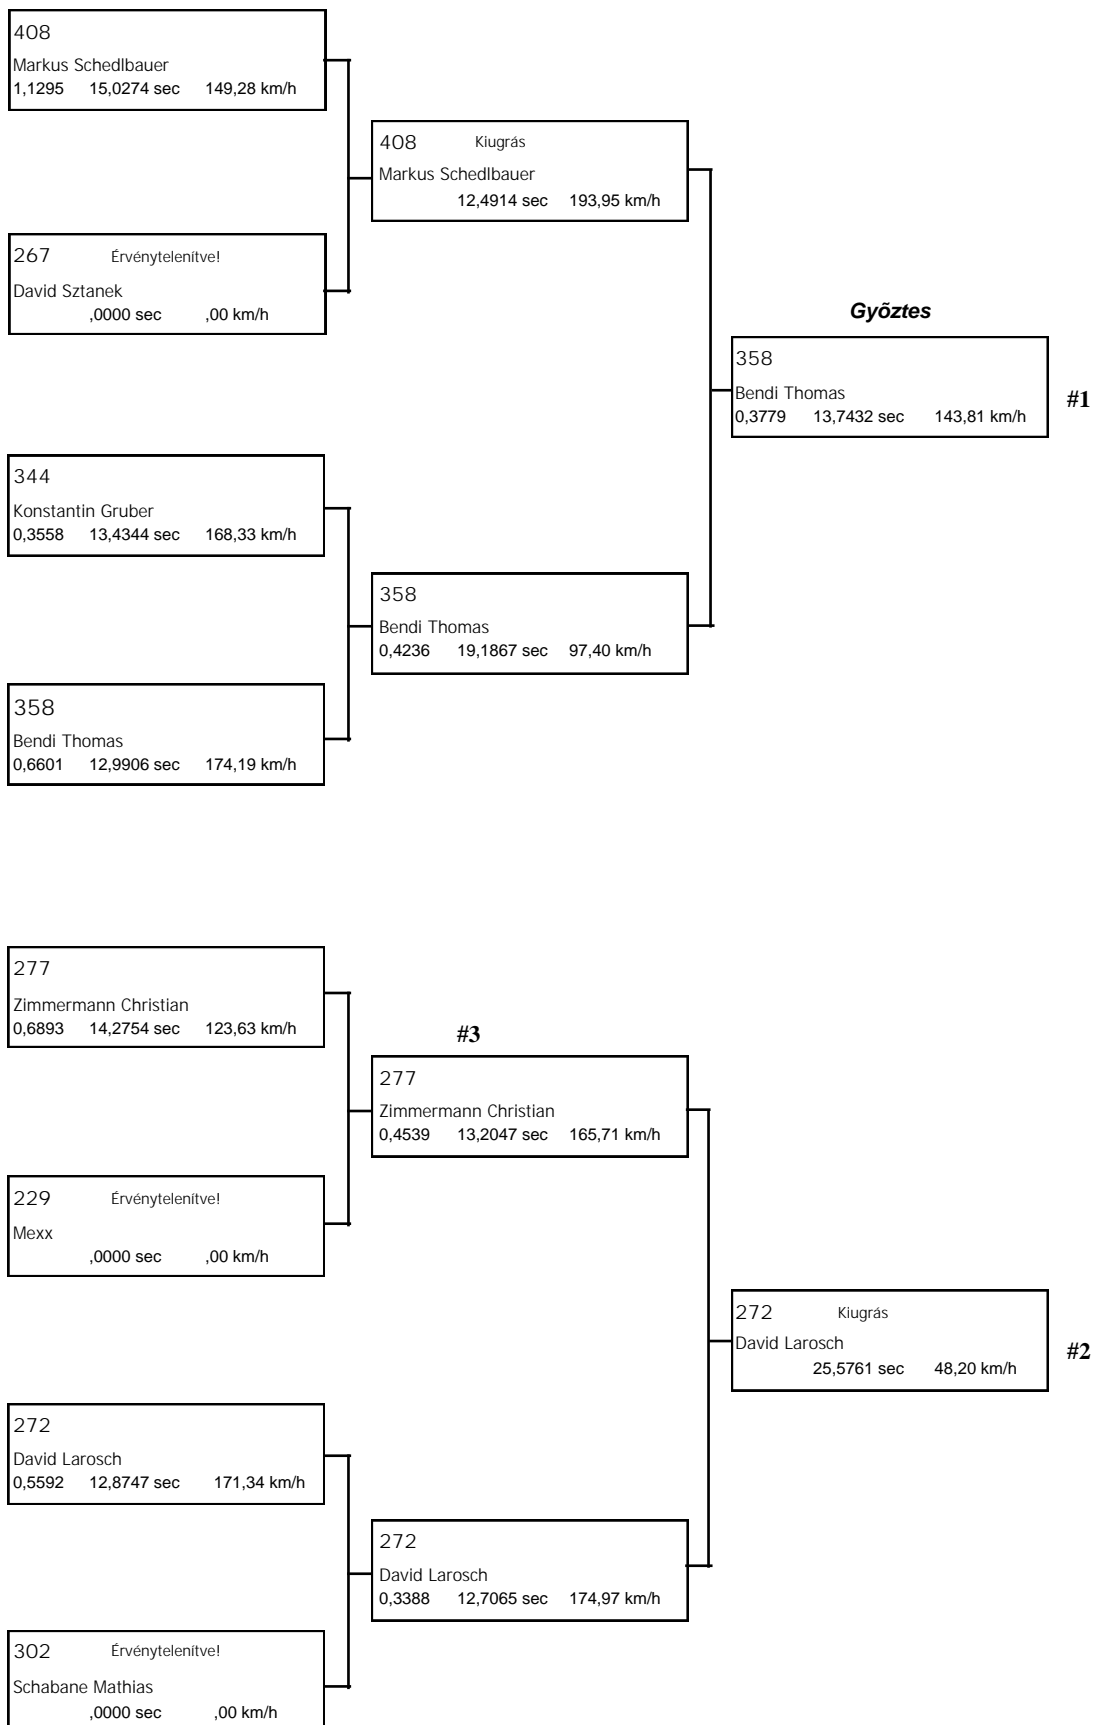 408
Markus Schedlbauer
1,1295 15,0274 sec 149,28 km/h
408 Kiugrás
Markus Schedlbauer
12,4914 sec 193,95 km/h
267 Érvénytelenítve!
David Sztanek
,0000 sec ,00 km/h
Gyõztes
358
Bendi Thomas
0,3779 13,7432 sec 143,81 km/h
#1
344
Konstantin Gruber
0,3558 13,4344 sec 168,33 km/h
358
Bendi Thomas
0,4236 19,1867 sec 97,40 km/h
358
Bendi Thomas
0,6601 12,9906 sec 174,19 km/h
277
Zimmermann Christian
0,6893 14,2754 sec 123,63 km/h
#3
277
Zimmermann Christian
0,4539 13,2047 sec 165,71 km/h
229 Érvénytelenítve!
Mexx
,0000 sec ,00 km/h
272 Kiugrás
David Larosch
25,5761 sec 48,20 km/h
#2
272
David Larosch
0,5592 12,8747 sec 171,34 km/h
272
David Larosch
0,3388 12,7065 sec 174,97 km/h
302 Érvénytelenítve!
Schabane Mathias
,0000 sec ,00 km/h